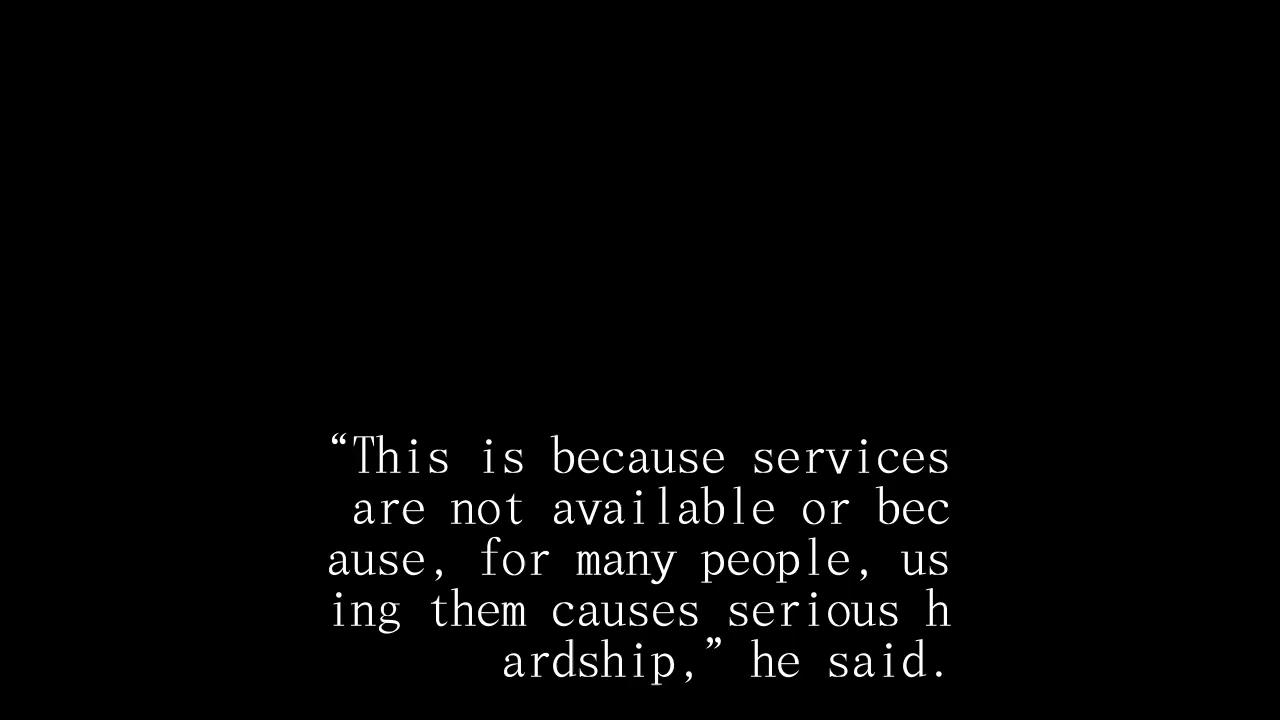 “This is because services
are not available or bec
ause, for many people, us
ing them causes serious h
ardship,” he said.